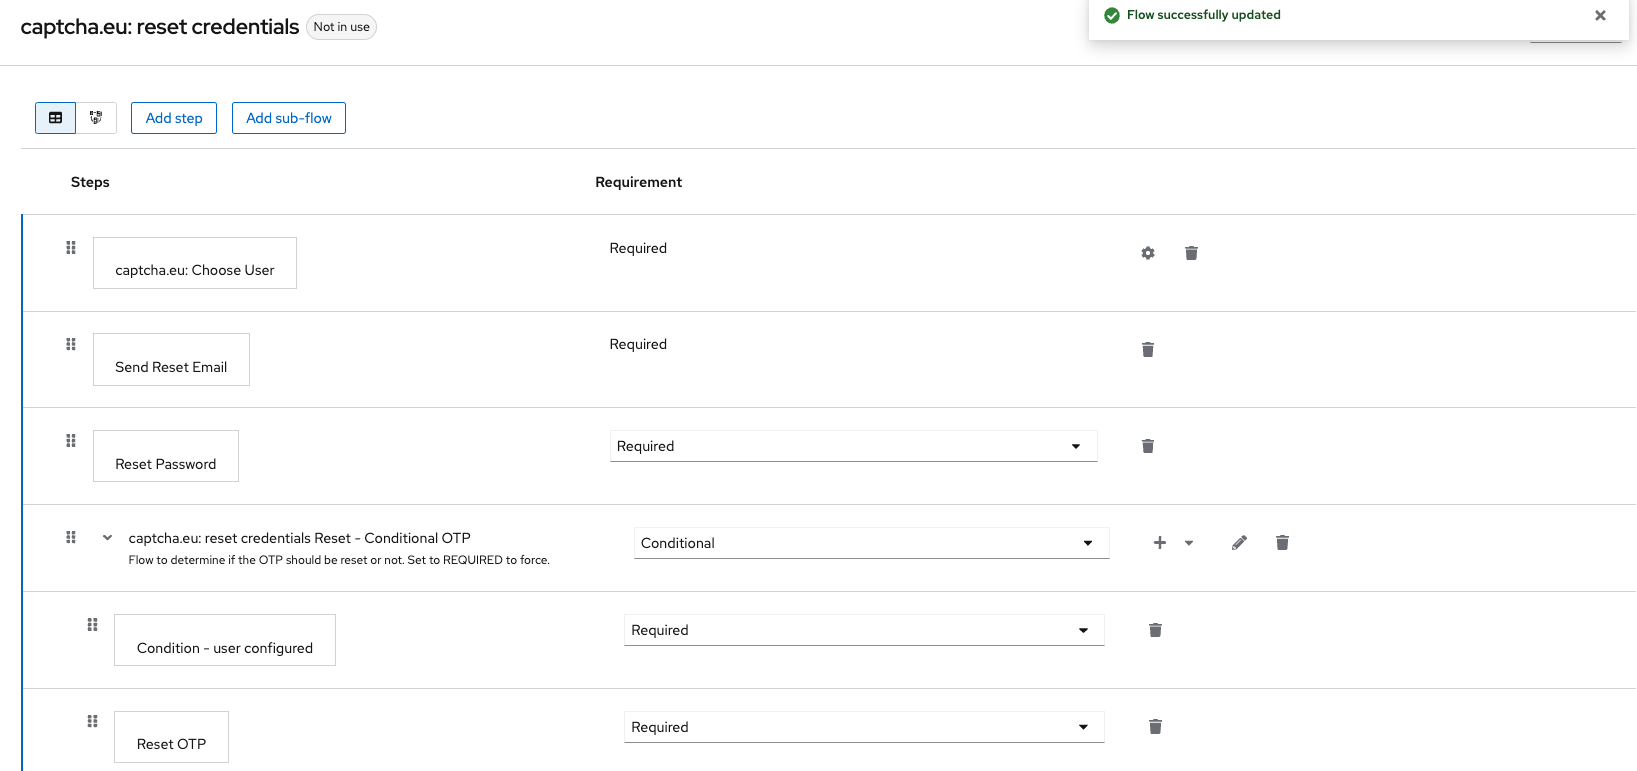 captcha.eu: reset credentials Not in use
Flow successfully updated
Add step Add sub-flow
Steps Requirement
captcha.eu: Choose User Required
Send Reset Email Required
Reset Password Required
captcha.eu: reset credentials Reset - Conditional OTP Conditional
Flow to determine if the OTP should be reset or not. Set to REQUIRED to force.
Condition - user configured Required
Reset OTP Required